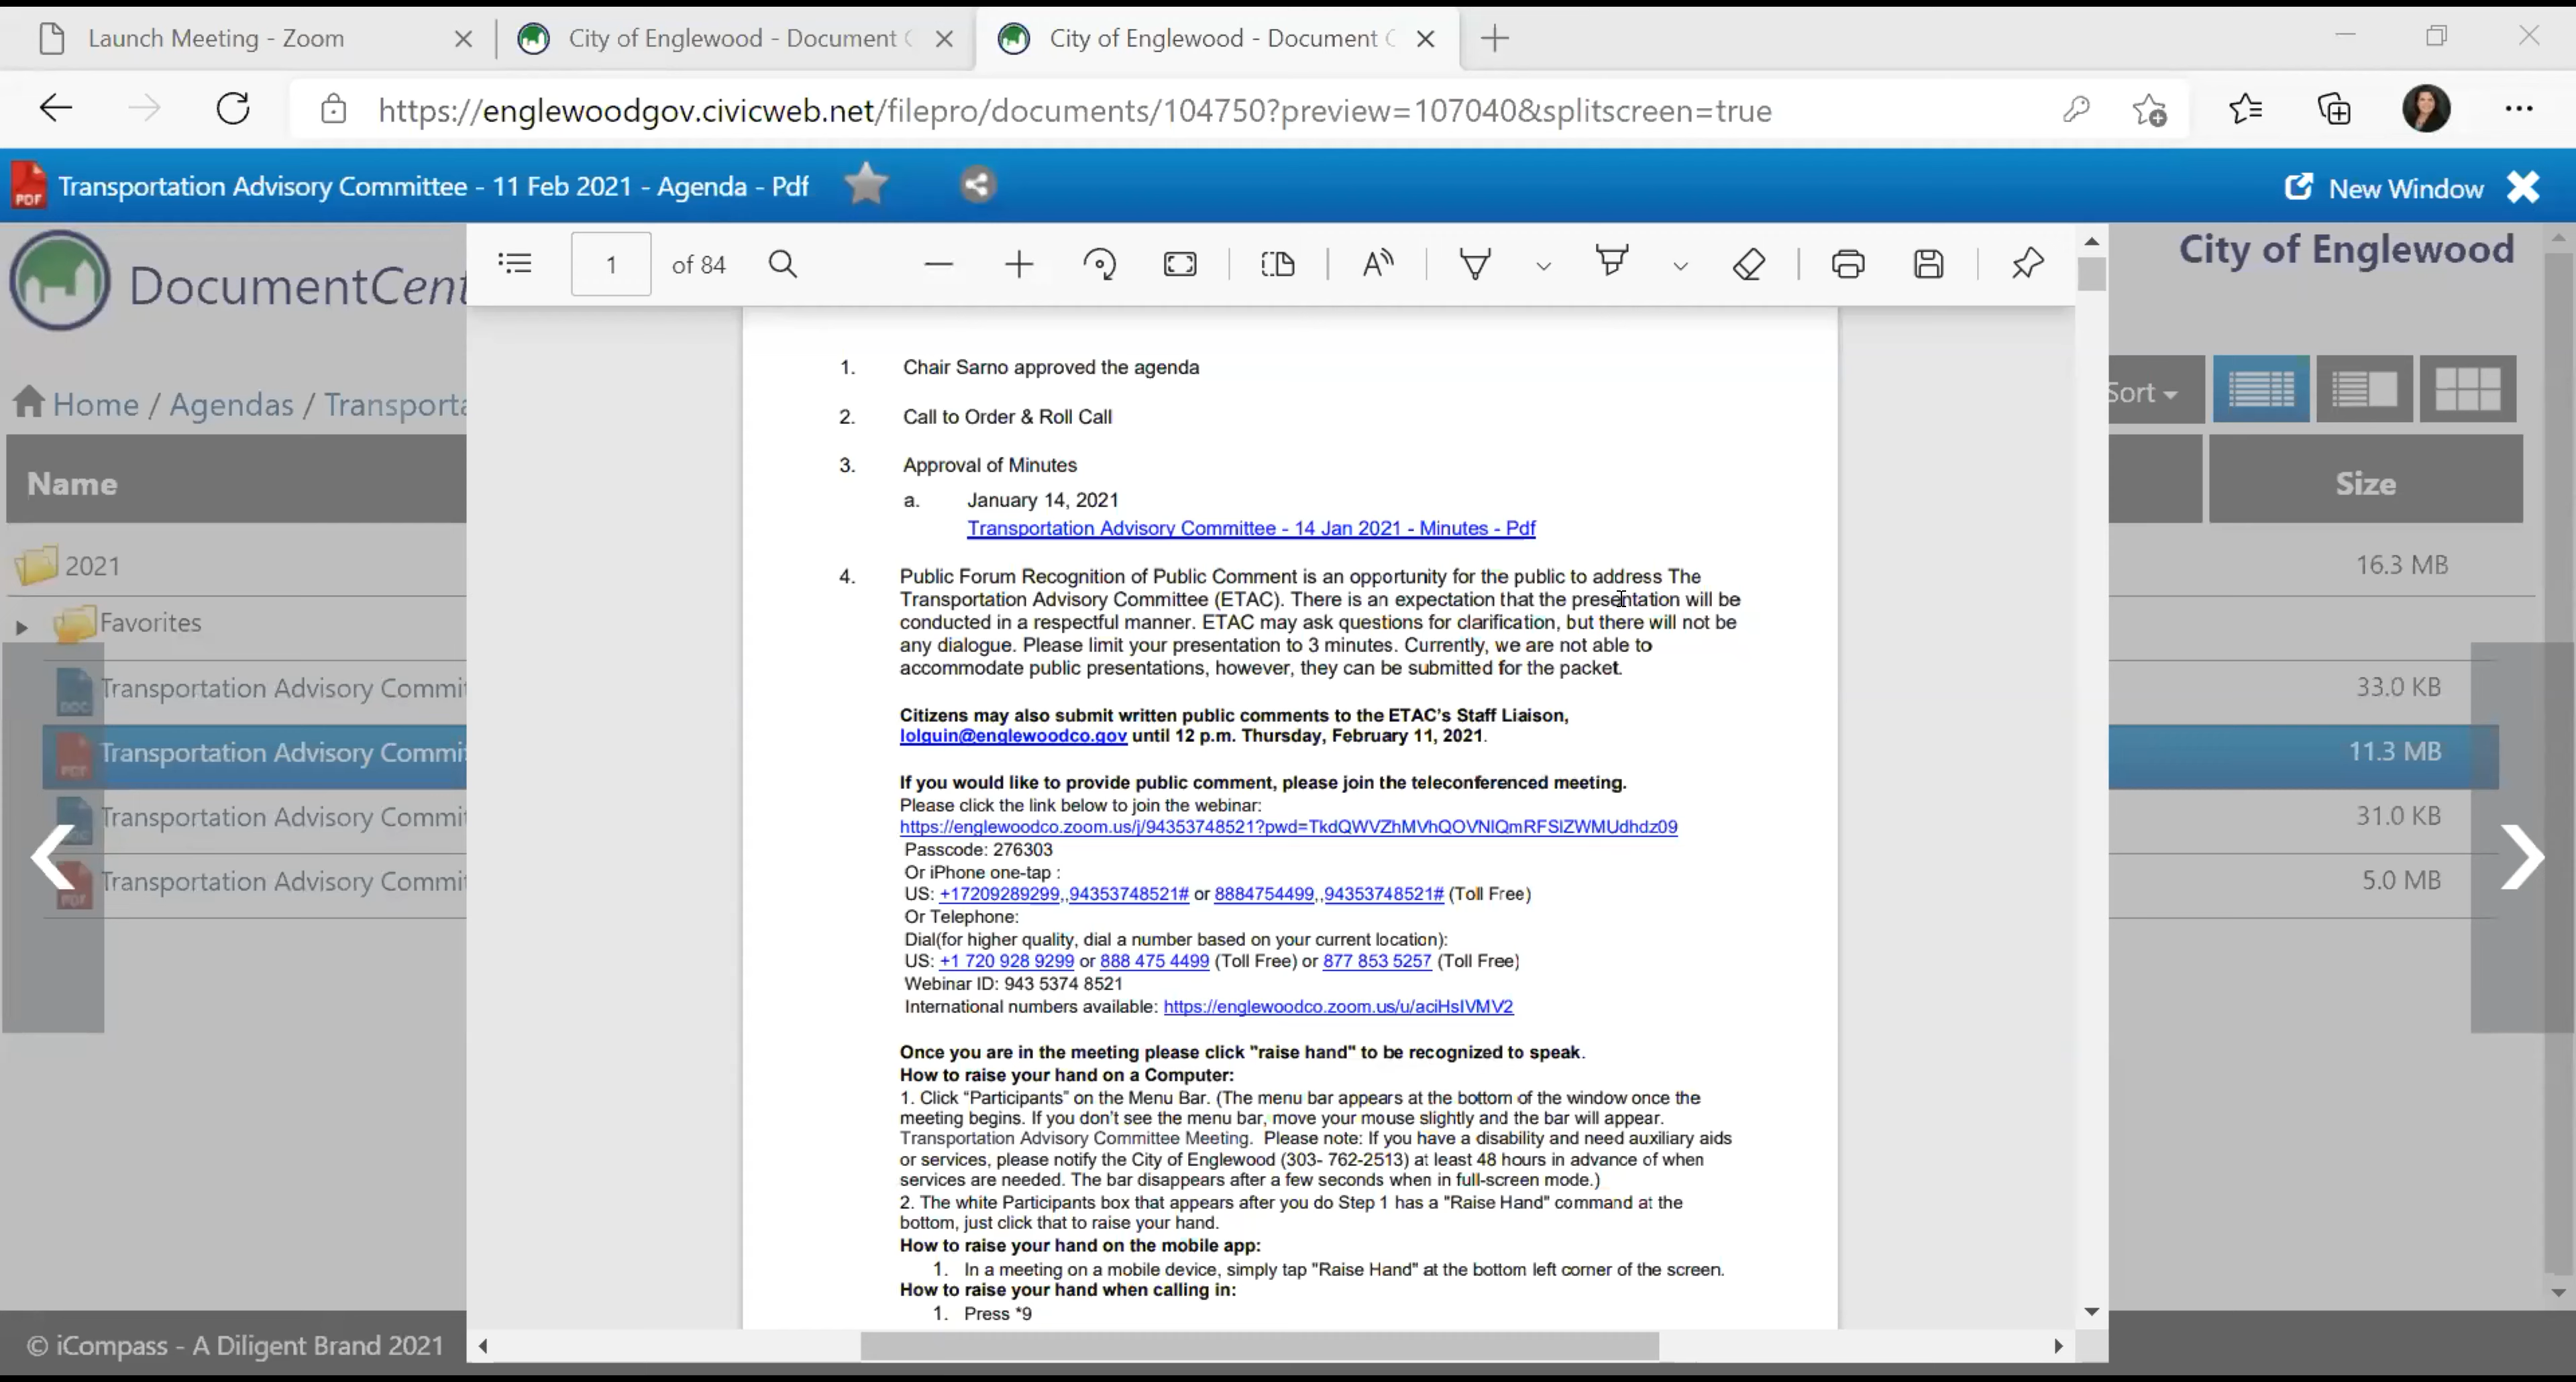 Launch Meeting - Zoom
City of Englewood - Document C
City of Englewood - Document C
https://englewoodgov.civicweb.net/filepro/documents/104750?preview=107040&splitscreen=true
PDF
Transportation Advisory Committee - 11 Feb 2021 - Agenda - Pdf
New Window
DocumentCent
City of Englewood
1 of 84
Home / Agendas / Transporta
Sort
Name
Size
2021
16.3 MB
Favorites
Transportation Advisory Commit
33.0 KB
Transportation Advisory Commit
11.3 MB
Transportation Advisory Commit
31.0 KB
Transportation Advisory Commit
5.0 MB
1. Chair Sarno approved the agenda
2. Call to Order & Roll Call
3. Approval of Minutes
a. January 14, 2021
Transportation Advisory Committee - 14 Jan 2021 - Minutes - Pdf
4. Public Forum Recognition of Public Comment is an opportunity for the public to address The
Transportation Advisory Committee (ETAC). There is an expectation that the presentation will be
conducted in a respectful manner. ETAC may ask questions for clarification, but there will not be
any dialogue. Please limit your presentation to 3 minutes. Currently, we are not able to
accommodate public presentations, however, they can be submitted for the packet.
Citizens may also submit written public comments to the ETAC's Staff Liaison,
lolguin@englewoodco.gov until 12 p.m. Thursday, February 11, 2021.
If you would like to provide public comment, please join the teleconferenced meeting.
Please click the link below to join the webinar:
https://englewoodco.zoom.us/j/94353748521?pwd=TkdQWVZhMVhQOVNlQmRFSlZWMUdhdz09
Passcode: 276303
Or iPhone one-tap :
US: +17209289299,,94353748521# or 8884754499,,94353748521# (Toll Free)
Or Telephone:
Dial(for higher quality, dial a number based on your current location):
US: +1 720 928 9299 or 888 475 4499 (Toll Free) or 877 853 5257 (Toll Free)
Webinar ID: 943 5374 8521
International numbers available: https://englewoodco.zoom.us/u/aciHsIVMV2
Once you are in the meeting please click "raise hand" to be recognized to speak.
How to raise your hand on a Computer:
1. Click “Participants” on the Menu Bar. (The menu bar appears at the bottom of the window once the
meeting begins. If you don’t see the menu bar, move your mouse slightly and the bar will appear.
Transportation Advisory Committee Meeting. Please note: If you have a disability and need auxiliary aids
or services, please notify the City of Englewood (303- 762-2513) at least 48 hours in advance of when
services are needed. The bar disappears after a few seconds when in full-screen mode.)
2. The white Participants box that appears after you do Step 1 has a "Raise Hand" command at the
bottom, just click that to raise your hand.
How to raise your hand on the mobile app:
1. In a meeting on a mobile device, simply tap "Raise Hand" at the bottom left corner of the screen.
How to raise your hand when calling in:
1. Press *9
© iCompass - A Diligent Brand 2021